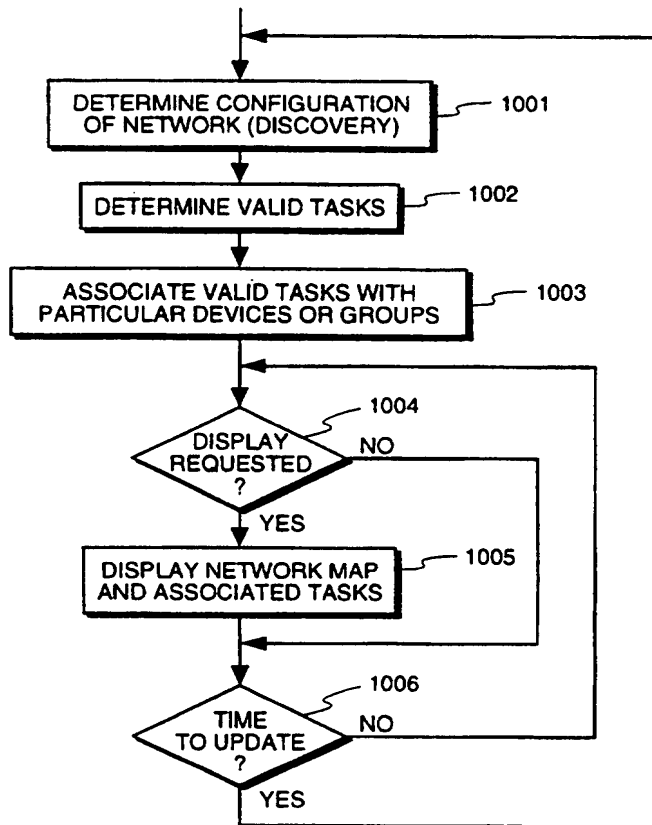 DETERMINE CONFIGURATION
OF NETWORK (DISCOVERY)
1001
DETERMINE VALID TASKS
1002
ASSOCIATE VALID TASKS WITH
PARTICULAR DEVICES OR GROUPS
1003
1004
DISPLAY
REQUESTED
?
NO
YES
DISPLAY NETWORK MAP
AND ASSOCIATED TASKS
1005
1006
TIME
TO UPDATE
?
NO
YES